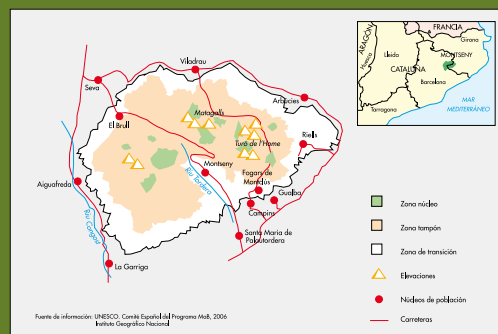 FRANCIA
ARAGÓN
Huesca
Lleida
Girona
MONTSENY
CATALUÑA
Barcelona
Tarragona
MAR
MEDITERRÁNEO
Viladrau
Seva
Arbúcies
Matagalls
El Brull
Turó de l'Home
Riells
Montseny
Aiguafreda
Río Tordera
Fogars de
Montclús
Gualba
Campins
Río Congost
Santa María de
Palautordera
La Garriga
Zona núcleo
Zona tampón
Zona de transición
Elevaciones
Núcleos de población
Carreteras
Fuente de información: UNESCO. Comité Español del Programa MaB, 2006
Instituto Geográfico Nacional